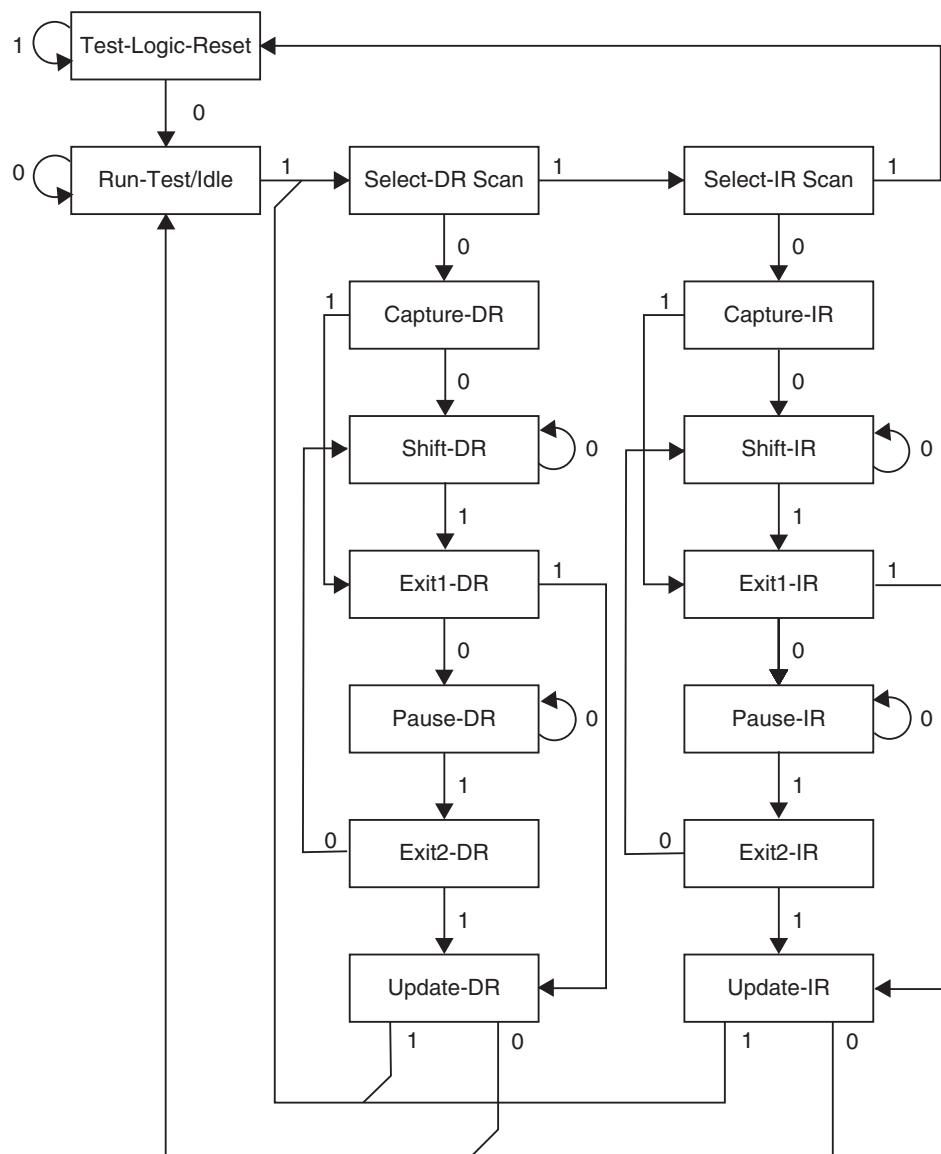 1
Test-Logic-Reset
0
0
Run-Test/Idle
1
Select-DR Scan
1
Select-IR Scan
1
0
0
1
Capture-DR
1
Capture-IR
0
0
Shift-DR
0
Shift-IR
0
1
1
Exit1-DR
1
Exit1-IR
1
0
0
Pause-DR
0
Pause-IR
0
1
1
0
Exit2-DR
0
Exit2-IR
1
1
Update-DR
Update-IR
1
0
1
0